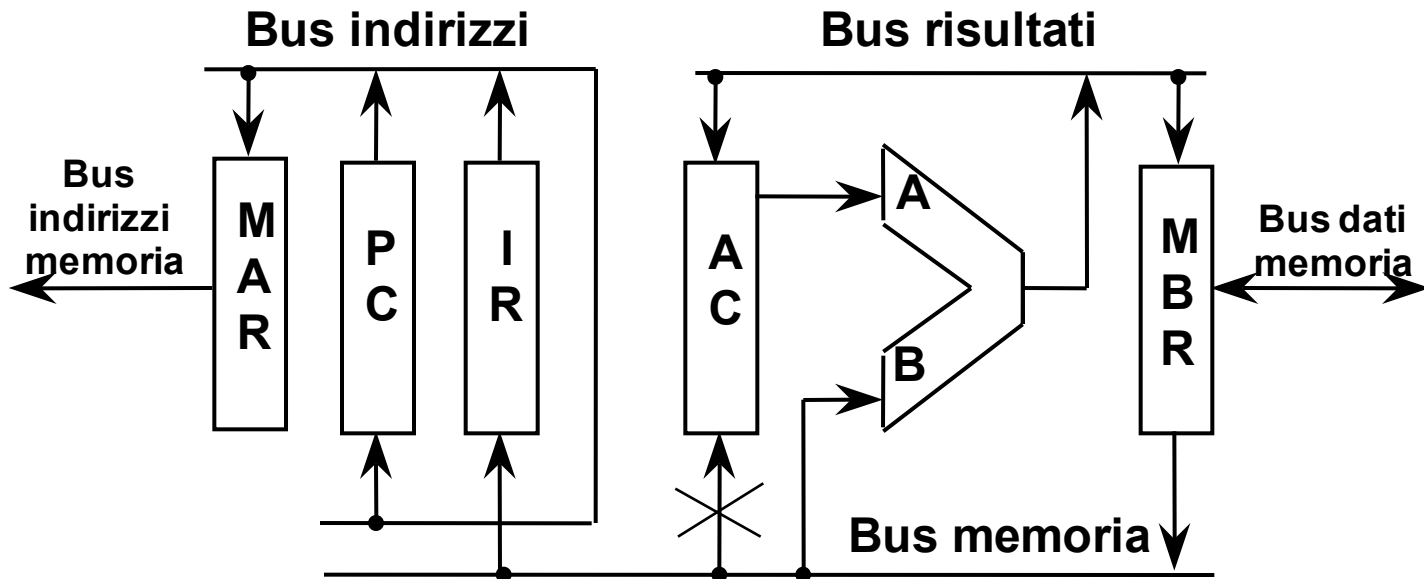 Bus indirizzi
Bus risultati
Bus
indirizzi
memoria
M
A
R
P
C
I
R
A
C
A
B
M
B
R
Bus dati
memoria
Bus memoria